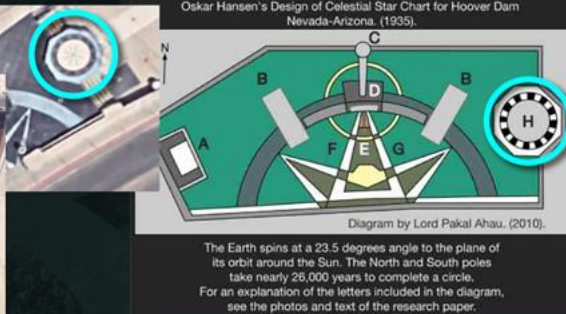 Oskar Hansen's Design of Celestial Star Chart for Hoover Dam
Nevada-Arizona. (1935).
N
C
B
D
B
A
H
F
E
G
Diagram by Lord Pakal Ahau. (2010).
The Earth spins at a 23.5 degrees angle to the plane of
its orbit around the Sun. The North and South poles
take nearly 26,000 years to complete a circle.
For an explanation of the letters included in the diagram,
see the photos and text of the research paper.